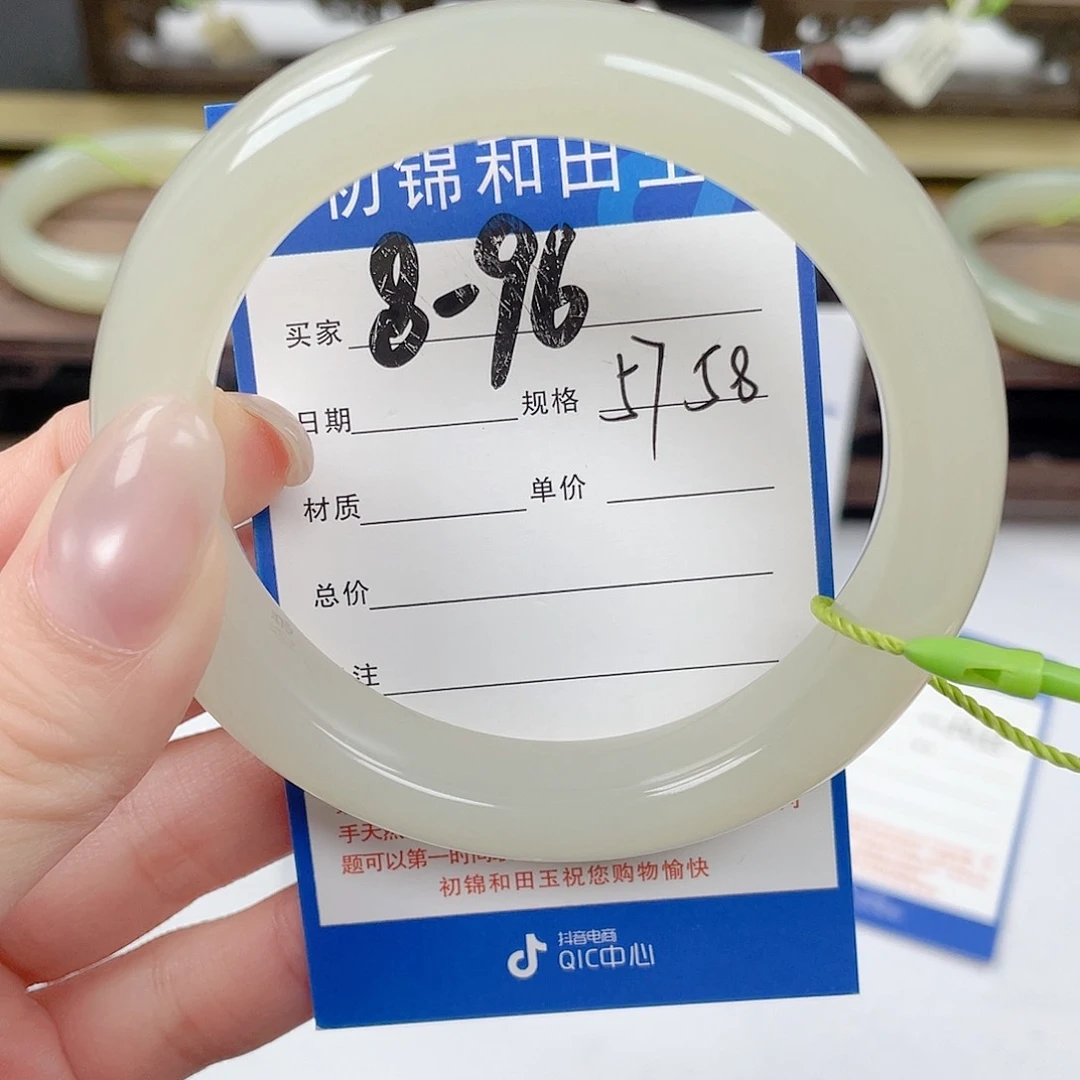 初锦和田玉
买家 8-96
日期 规格 57 58
材质 单价
总价
注
手天然
题可以第一时间
初锦和田玉祝您购物愉快
抖音电商
QIC中心